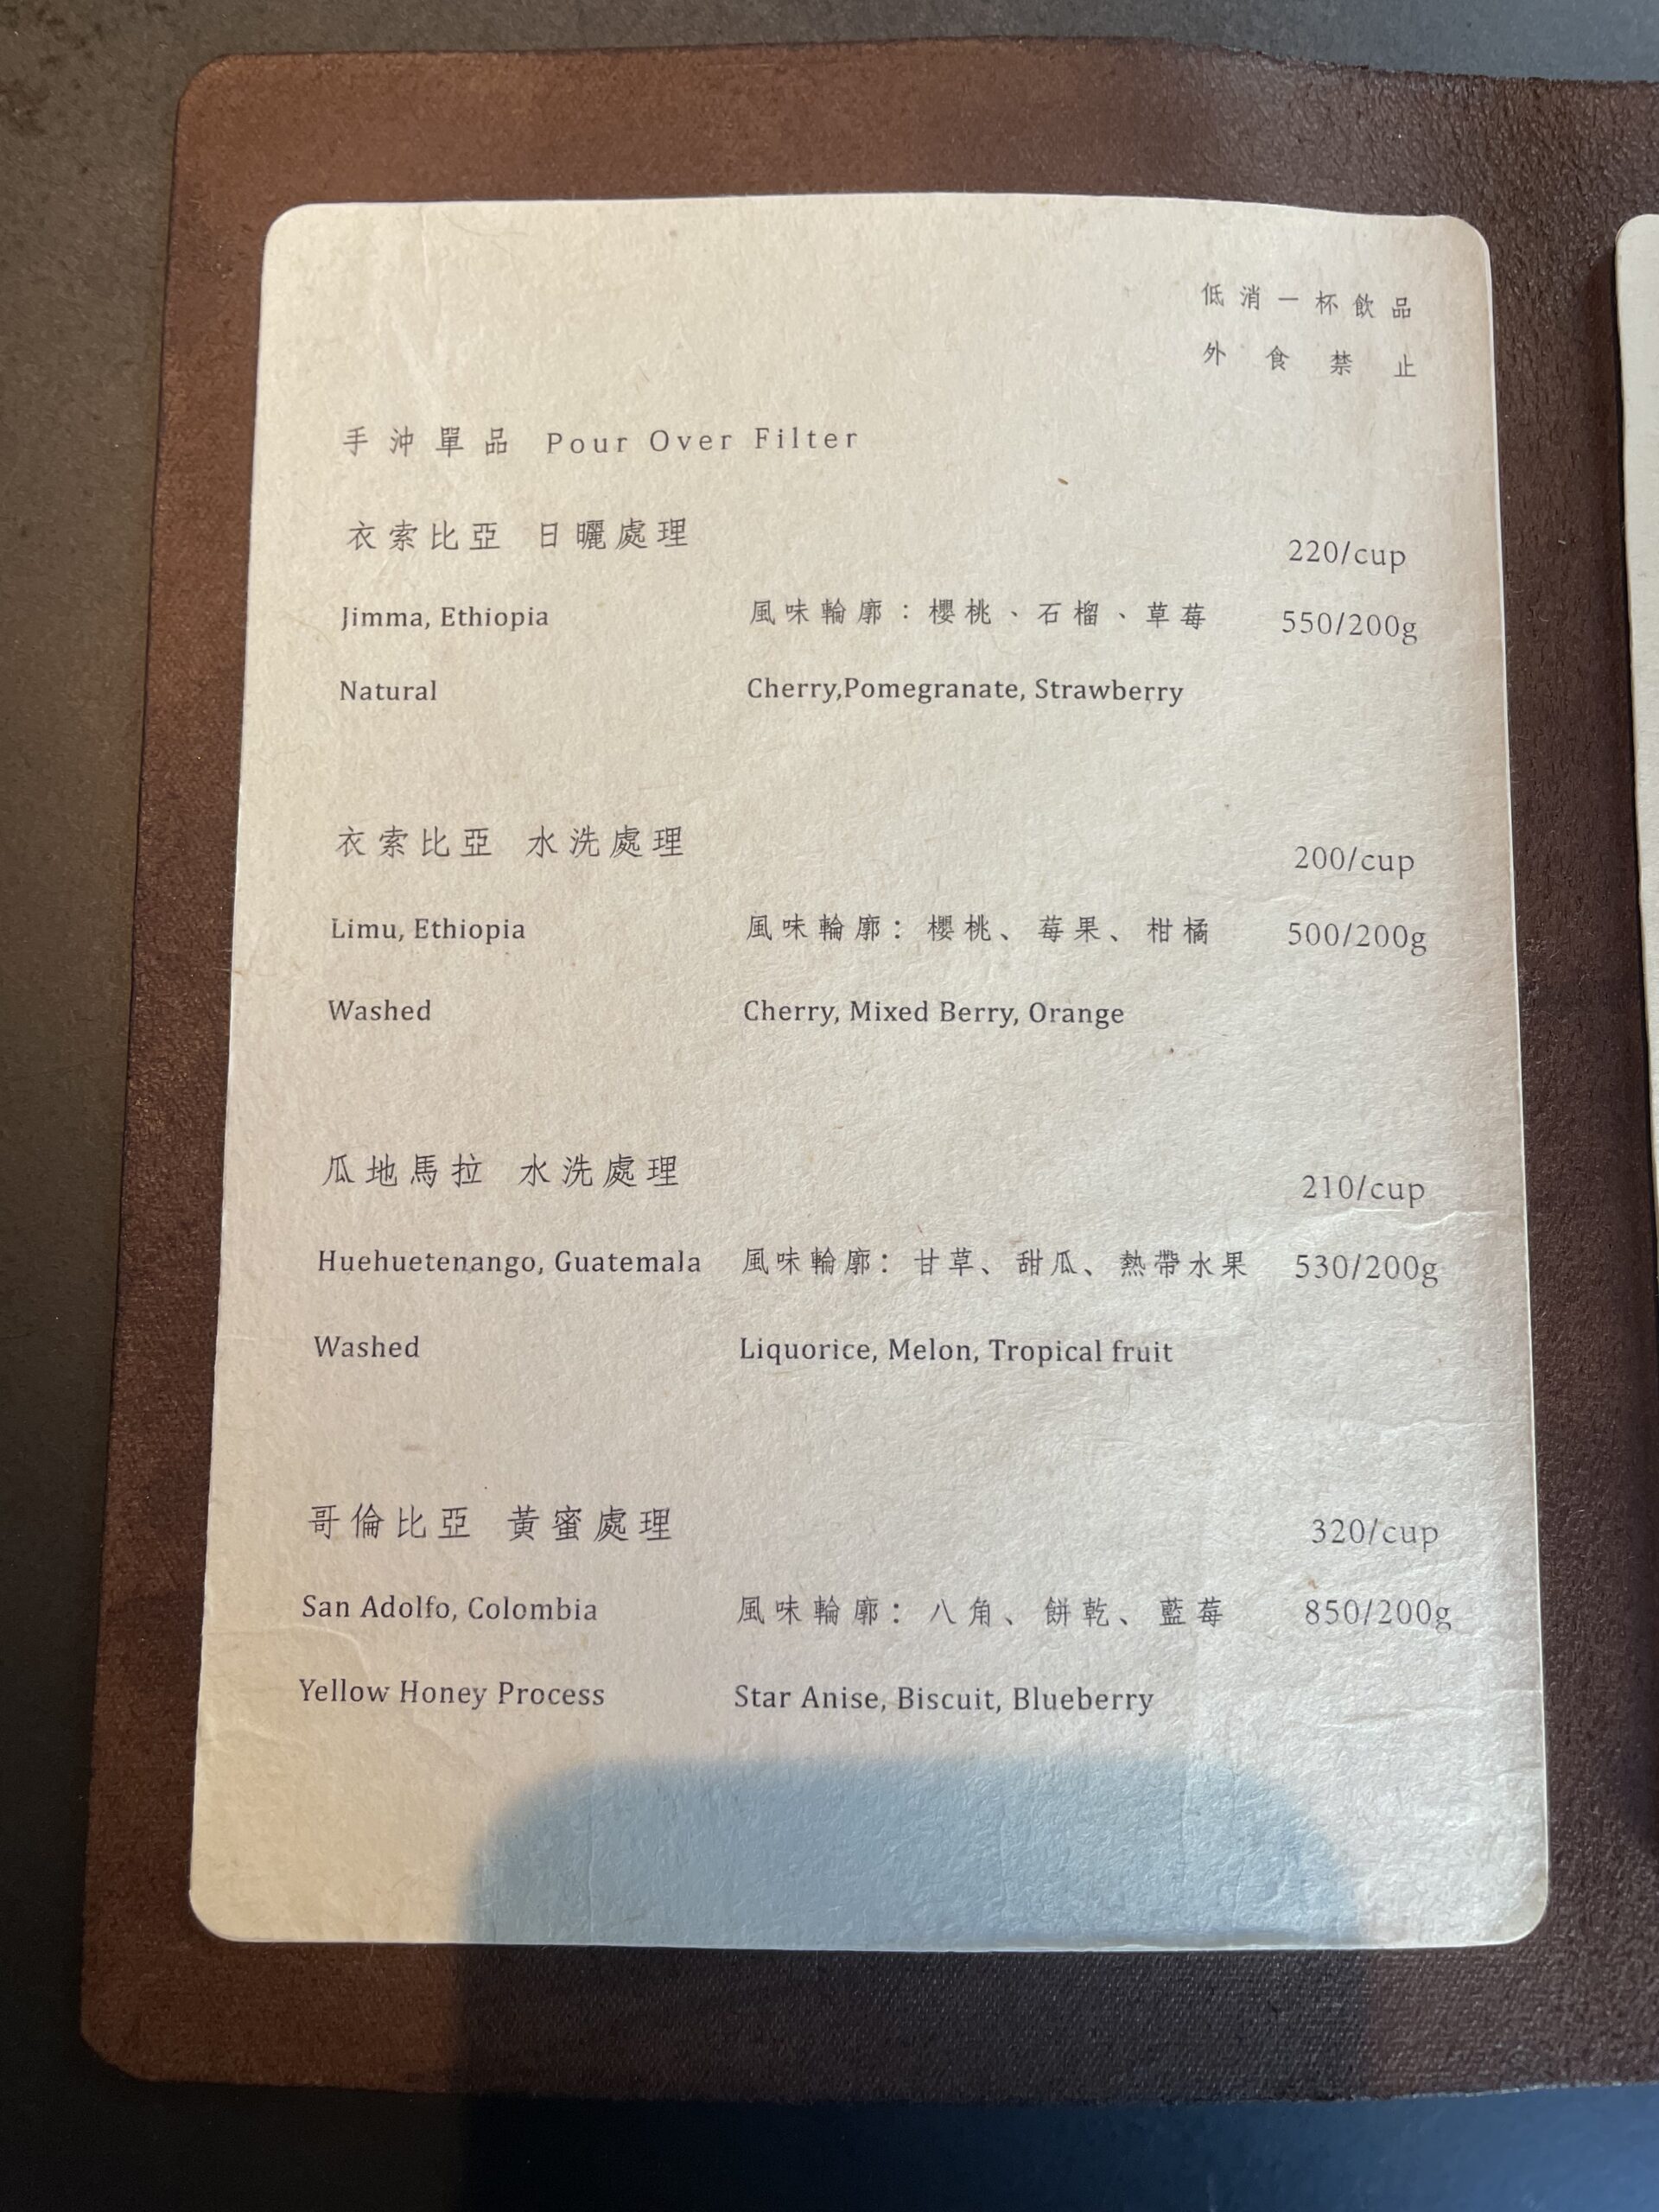 低消一杯飲品
外食禁止
手沖單品 Pour Over Filter
衣索比亞 日曬處理
220/cup
Jimma, Ethiopia 風味輪廓：櫻桃、石榴、草莓 550/200g
Natural Cherry,Pomegranate, Strawberry
衣索比亞 水洗處理
200/cup
Limu, Ethiopia 風味輪廓：櫻桃、莓果、柑橘 500/200g
Washed Cherry, Mixed Berry, Orange
瓜地馬拉 水洗處理
210/cup
Huehuetenango, Guatemala 風味輪廓：甘草、甜瓜、熱帶水果 530/200g
Washed Liquorice, Melon, Tropical fruit
哥倫比亞 黃蜜處理
320/cup
San Adolfo, Colombia 風味輪廓：八角、餅乾、藍莓 850/200g
Yellow Honey Process Star Anise, Biscuit, Blueberry